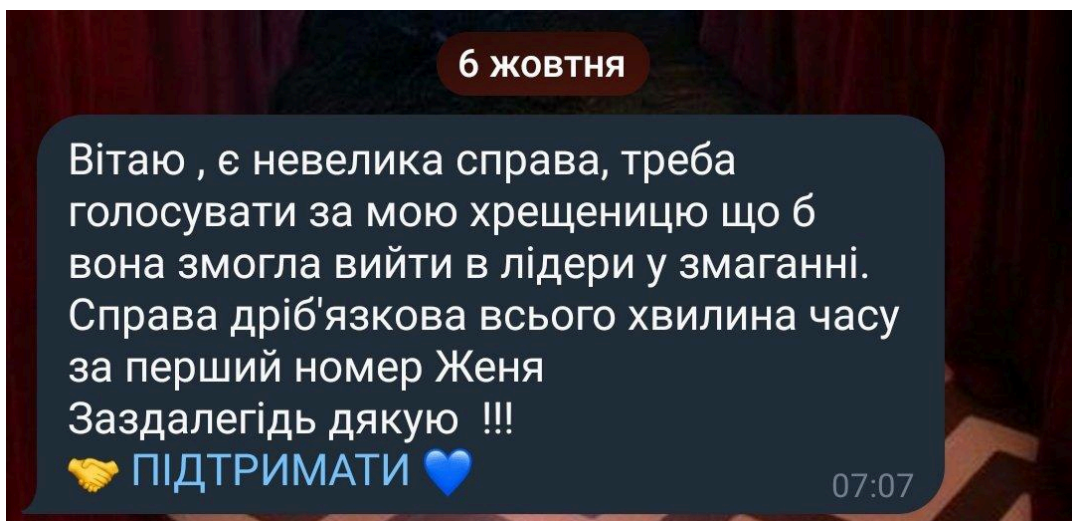 6 жовтня
Вітаю , є невелика справа, треба
голосувати за мою хрещеницю що б
вона змогла вийти в лідери у змаганні.
Справа дріб'язкова всього хвилина часу
за перший номер Женя
Заздалегідь дякую  !!!
🤝 ПІДТРИМАТИ 💙
07:07